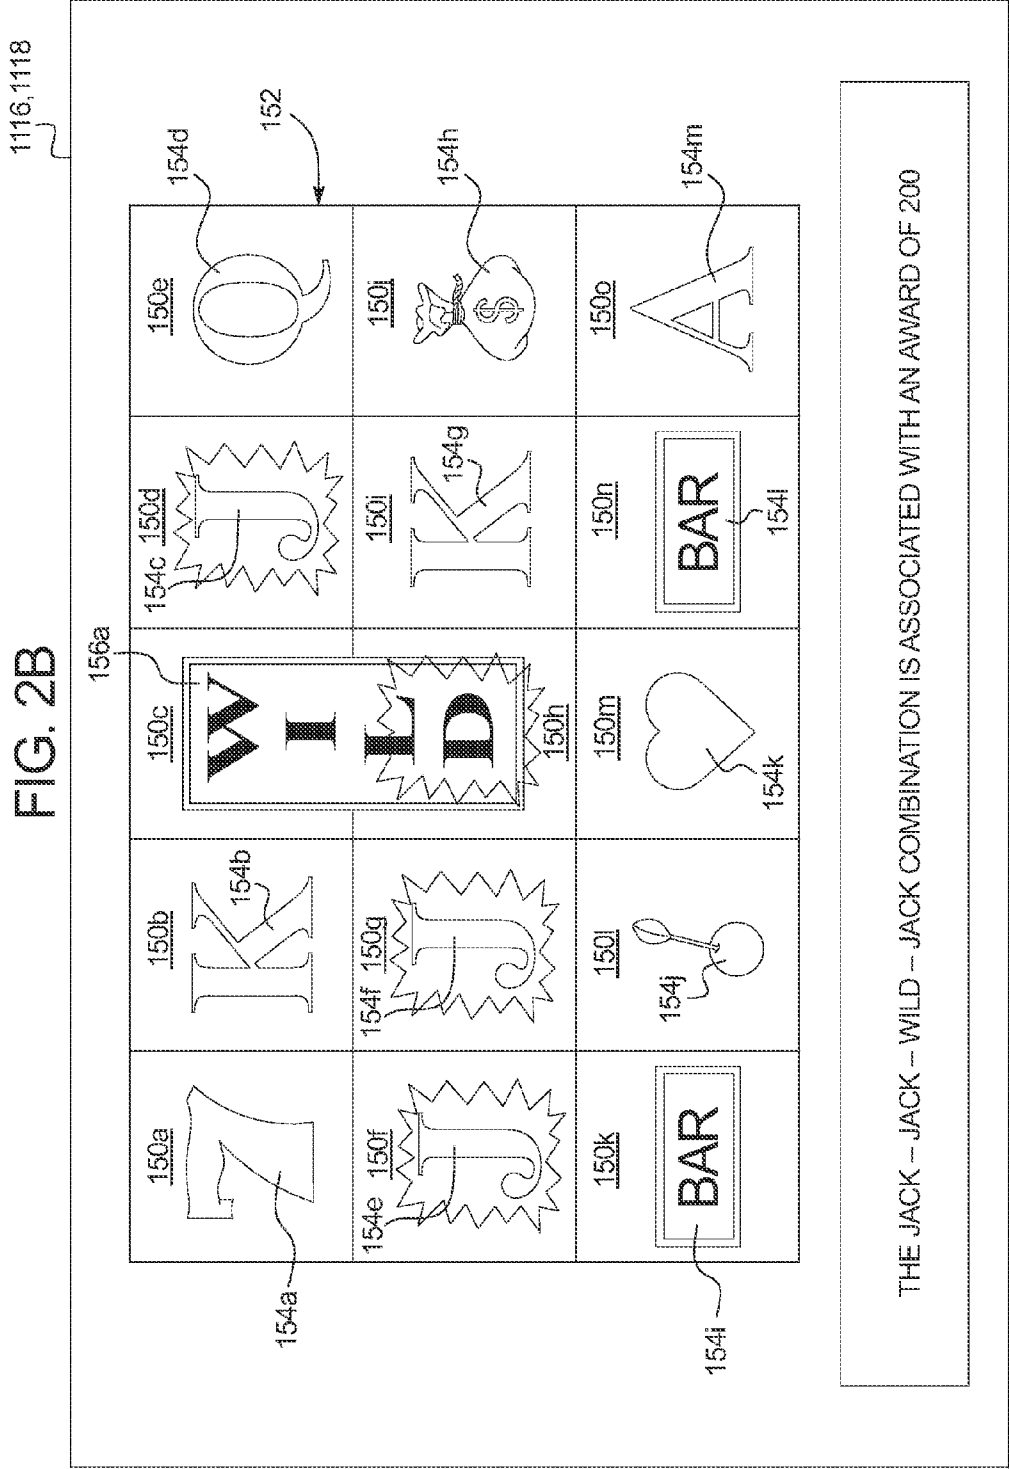 FIG. 2B
1116,1118
152
150a
150b
150c
150d
150e
7
K
WILD
J
Q
154a
154b
156a
154c
154d
150f
150g
150h
150i
150j
J
J
K
$
154e
154f
154g
154h
150k
150l
150m
150n
150o
BAR
BAR
A
154i
154j
154k
154l
154m
THE JACK – JACK – WILD – JACK COMBINATION IS ASSOCIATED WITH AN AWARD OF 200